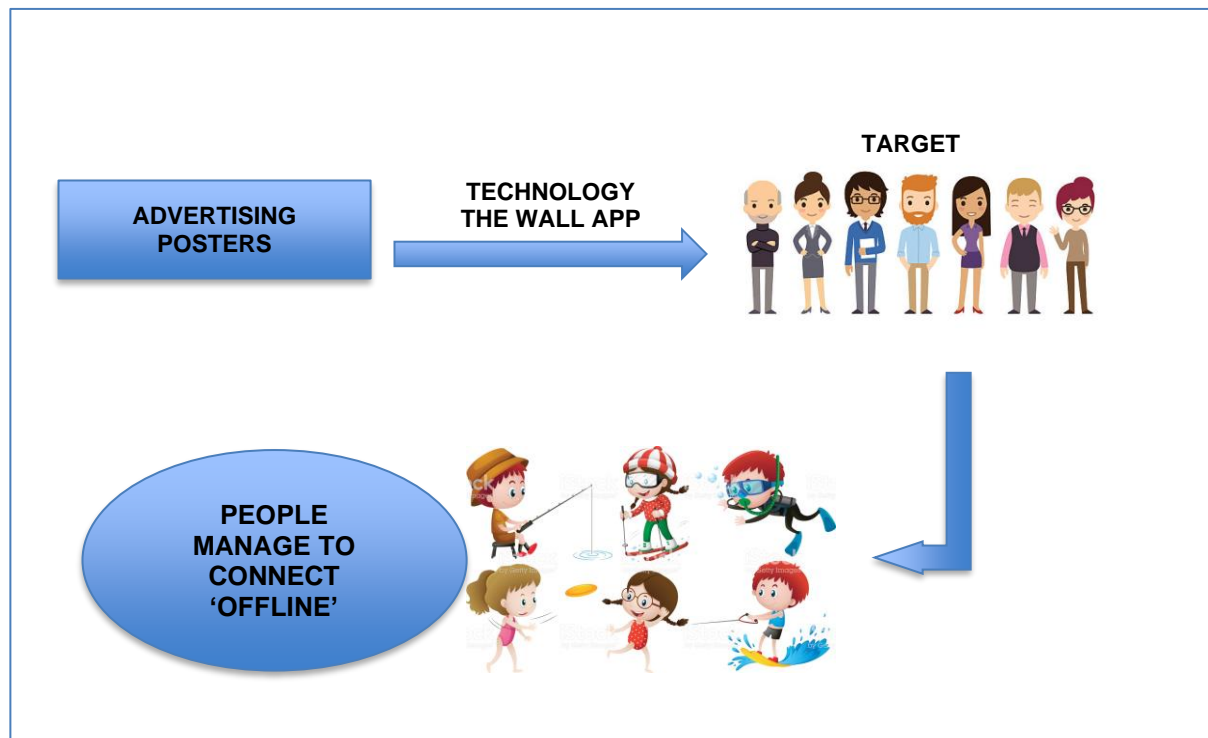 TARGET
ADVERTISING
POSTERS
TECHNOLOGY
THE WALL APP
PEOPLE
MANAGE TO
CONNECT
‘OFFLINE’